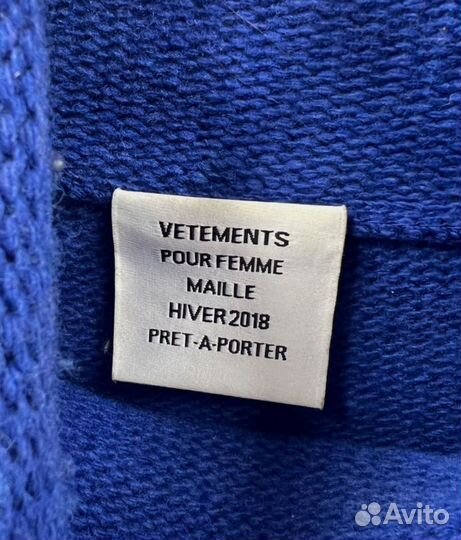 VETEMENTS
POUR FEMME
MAILLE
HIVER 2018
PRET-A-PORTER
Avito